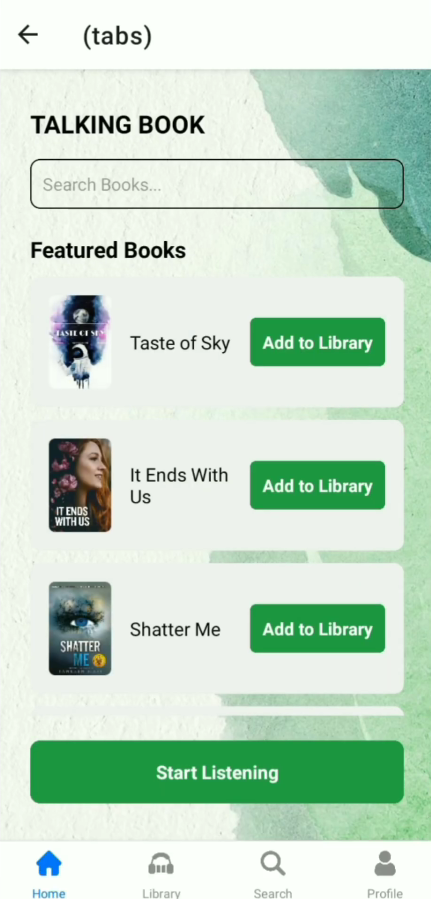 (tabs)
TALKING BOOK
Search Books...
Featured Books
TASTE OF SKY
Taste of Sky
Add to Library
IT ENDS
WITH US
It Ends With
Us
Add to Library
SHATTER
ME
Shatter Me
Add to Library
Start Listening
Home
Library
Search
Profile